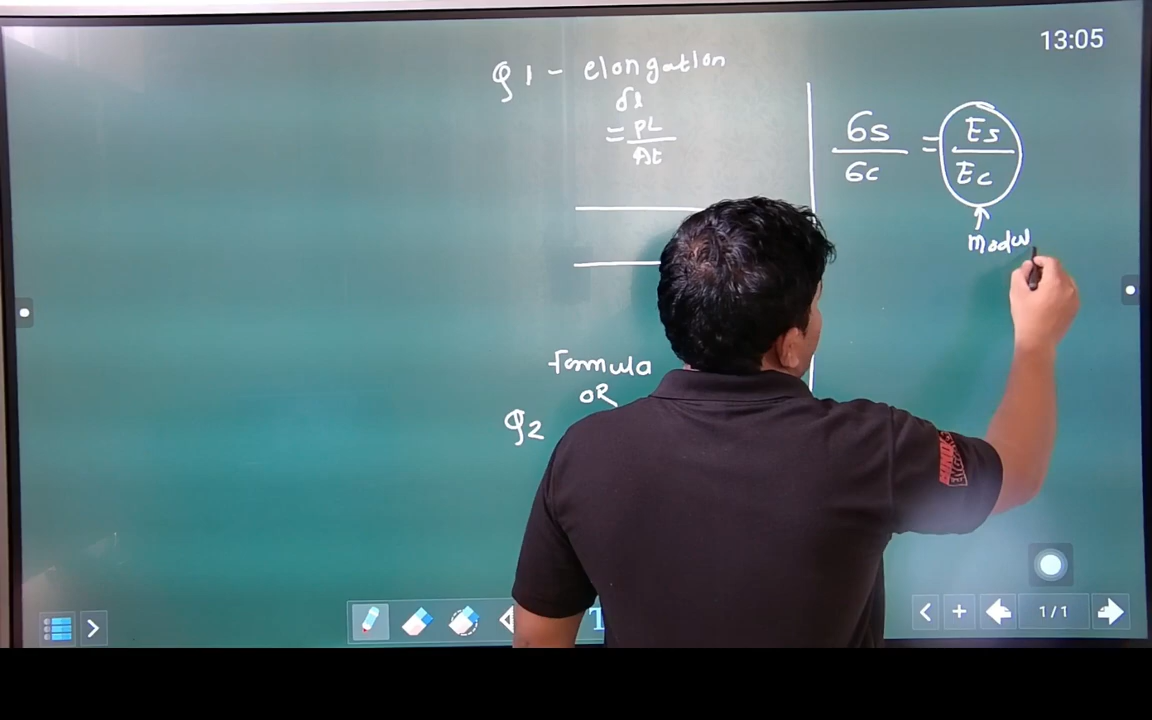 13:05
Q1 - elongation
δl
= PL
At
6s = Es
6c Ec
modul
formula
OR
Q2
1/1